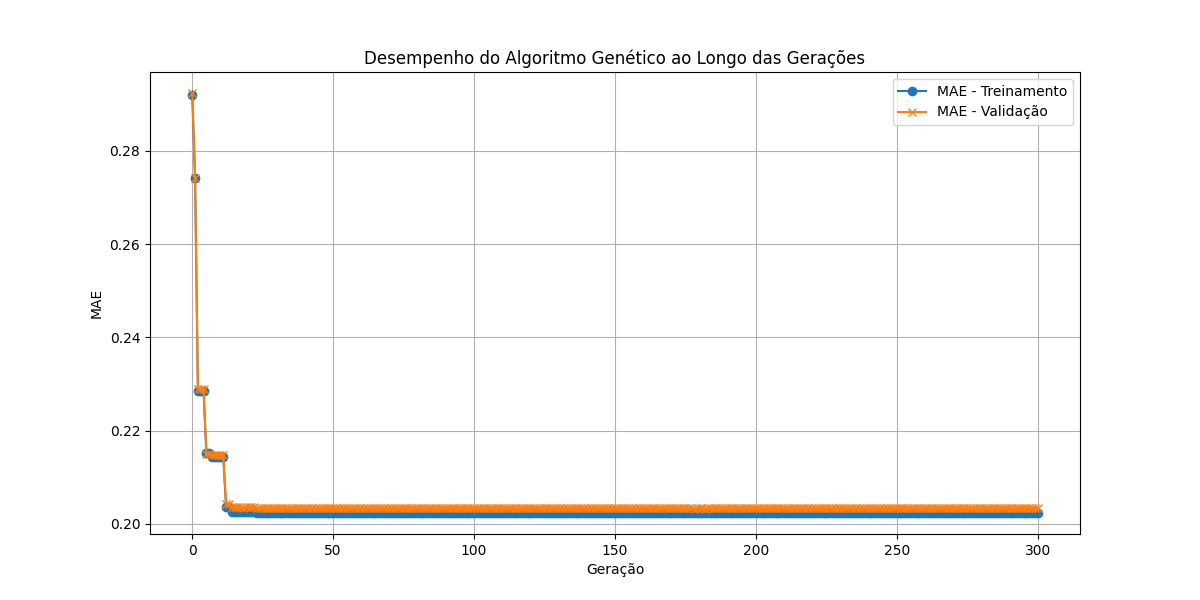 Desempenho do Algoritmo Genético ao Longo das Gerações
MAE - Treinamento
MAE - Validação
MAE
0.28
0.26
0.24
0.22
0.20
0
50
100
150
200
250
300
Geração